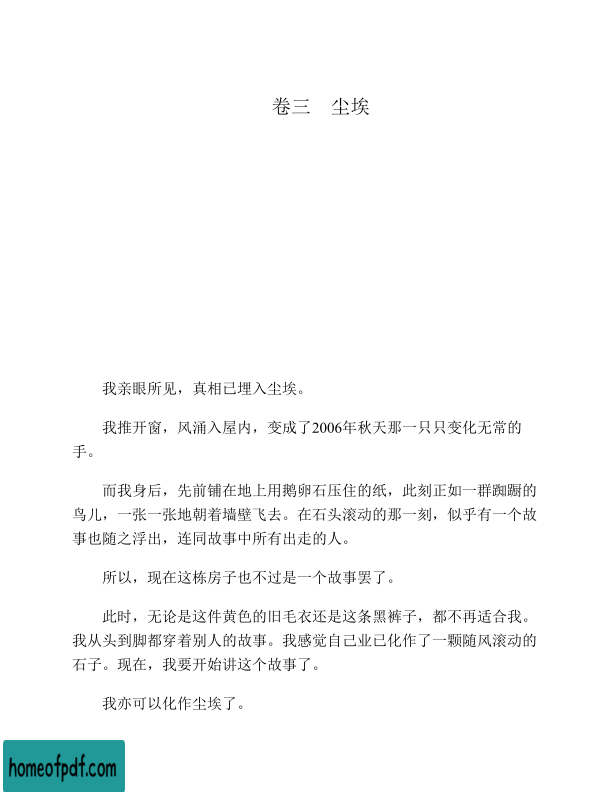 卷三　尘埃
我亲眼所见，真相已埋入尘埃。
我推开窗，风涌入屋内，变成了2006年秋天那一只只变化无常的
手。
而我身后，先前铺在地上用鹅卵石压住的纸，此刻正如一群踟蹰的
鸟儿，一张一张地朝着墙壁飞去。在石头滚动的那一刻，似乎有一个故
事也随之浮出，连同故事中所有出走的人。
所以，现在这栋房子也不过是一个故事罢了。
此时，无论是这件黄色的旧毛衣还是这条黑裤子，都不再适合我。
我从头到脚都穿着别人的故事。我感觉自己业已化作了一颗随风滚动的
石子。现在，我要开始讲这个故事了。
我亦可以化作尘埃了。
homeofpdf.com